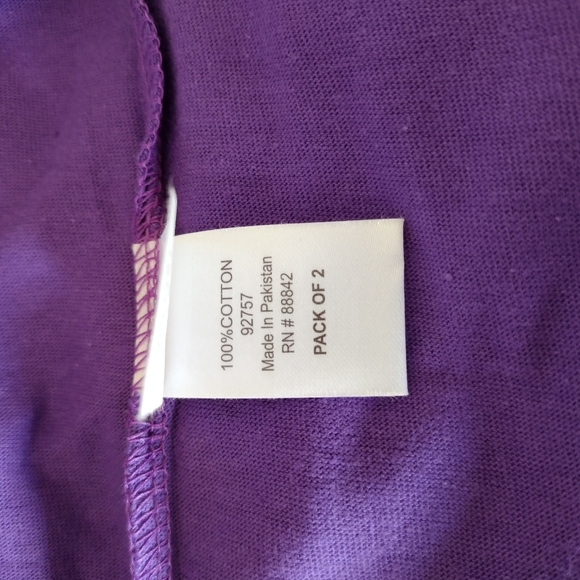 100%COTTON
92757
Made In Pakistan
RN # 88842
PACK OF 2